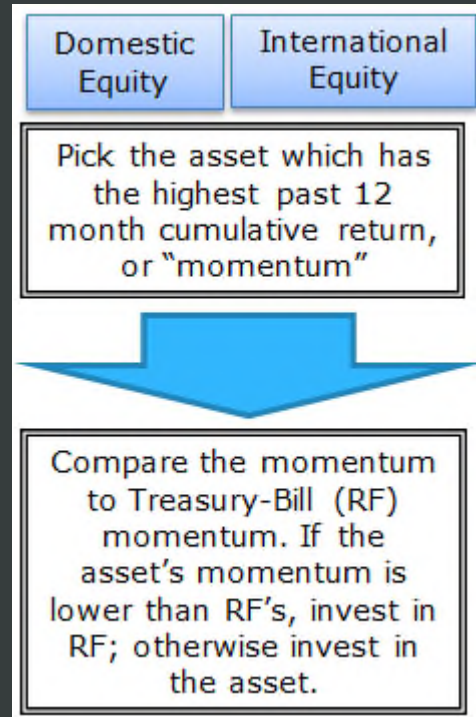 Domestic
Equity
International
Equity
Pick the asset which has
the highest past 12
month cumulative return,
or “momentum”
Compare the momentum
to Treasury-Bill (RF)
momentum. If the
asset’s momentum is
lower than RF’s, invest in
RF; otherwise invest in
the asset.